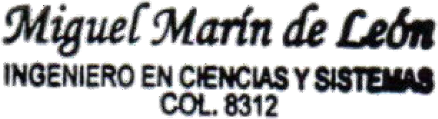 Miguel Marín de León
INGENIERO EN CIENCIAS Y SISTEMAS
COL. 8312